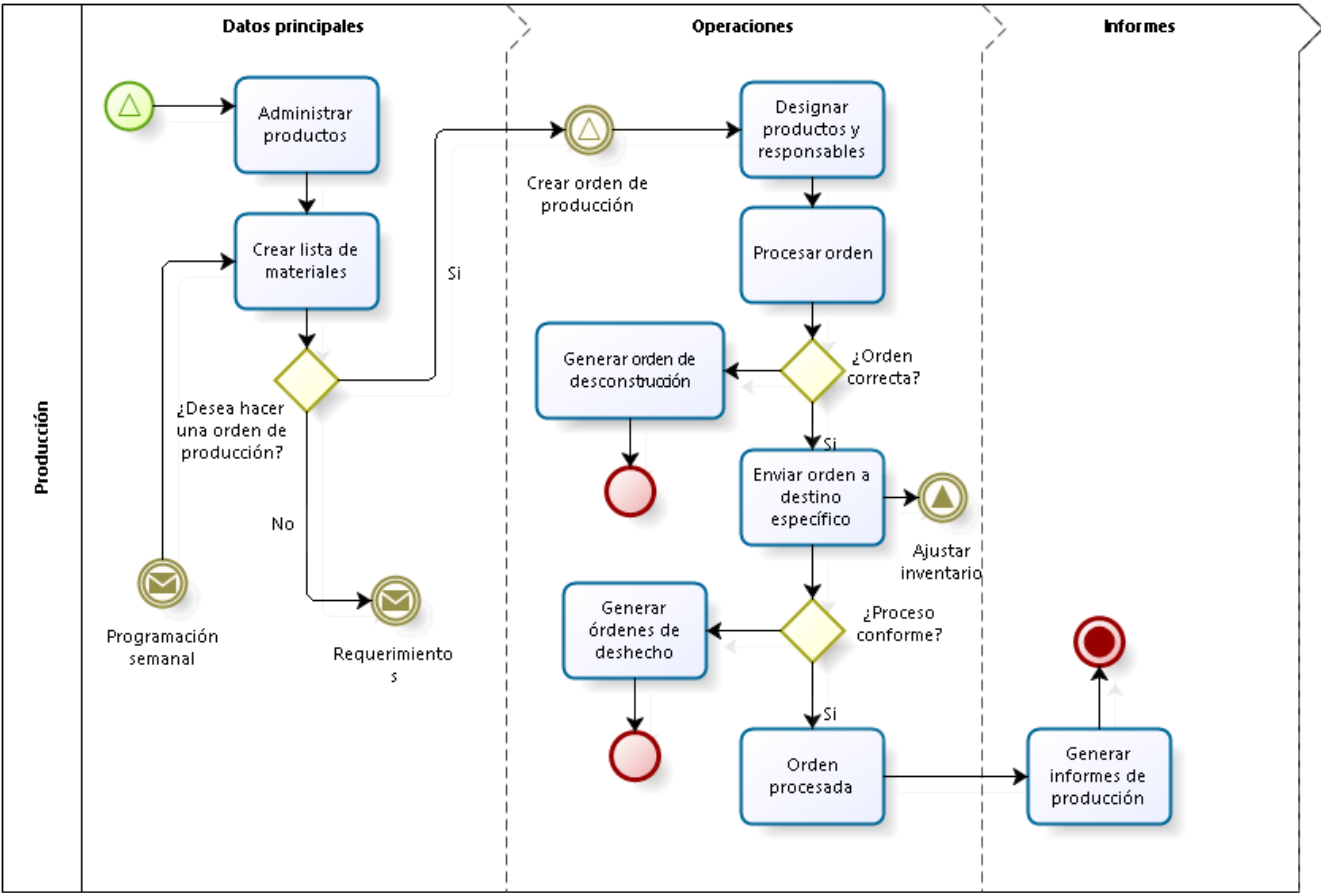 Datos principales
Operaciones
Informes
Producción
Administrar
productos
Crear lista de
materiales
¿Desea hacer
una orden de
producción?
Si
No
Programación
semanal
Requerimiento
s
Crear orden de
producción
Designar
productos y
responsables
Procesar orden
¿Orden
correcta?
Generar orden de
desconstrucción
Si
Enviar orden a
destino
específico
Ajustar
inventario
¿Proceso
conforme?
Generar
órdenes de
deshecho
Si
Orden
procesada
Generar
informes de
producción